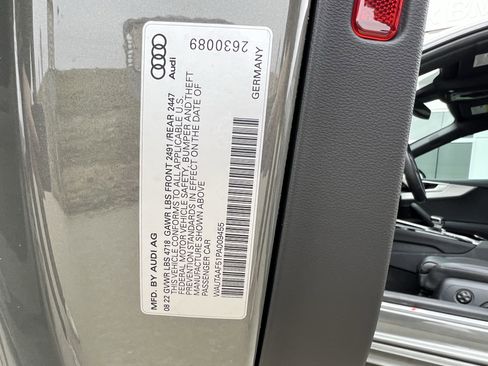 Audi
2630089
GERMANY
MFD. BY AUDI AG
08.22 GVWR LBS 4718 GAWR LBS FRONT 2491/REAR 2447
THIS VEHICLE CONFORMS TO ALL APPLICABLE U.S.
FEDERAL MOTOR VEHICLE SAFETY, BUMPER AND THEFT
PREVENTION STANDARDS IN EFFECT ON THE DATE OF
MANUFACTURE SHOWN ABOVE
PASSENGER CAR
WAUTAAF51PA009455